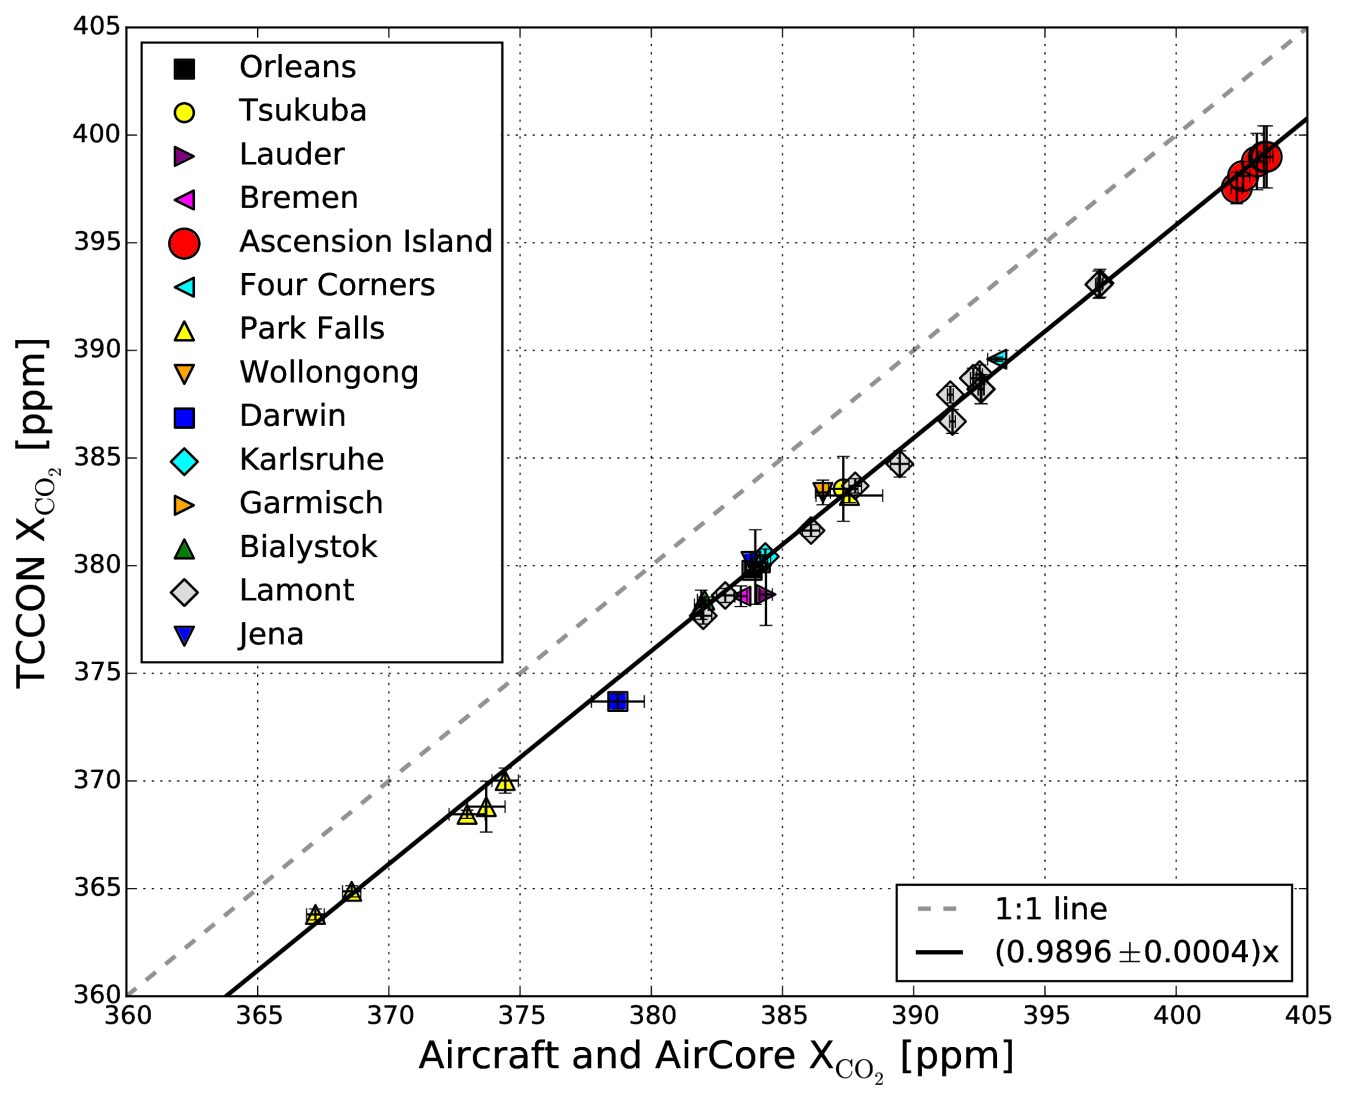 405
400
395
390
385
380
375
370
365
360
TCCON X_CO₂ [ppm]
Orleans
Tsukuba
Lauder
Bremen
Ascension Island
Four Corners
Park Falls
Wollongong
Darwin
Karlsruhe
Garmisch
Bialystok
Lamont
Jena
1:1 line
(0.9896 ±0.0004)x
360 365 370 375 380 385 390 395 400 405
Aircraft and AirCore X_CO₂ [ppm]